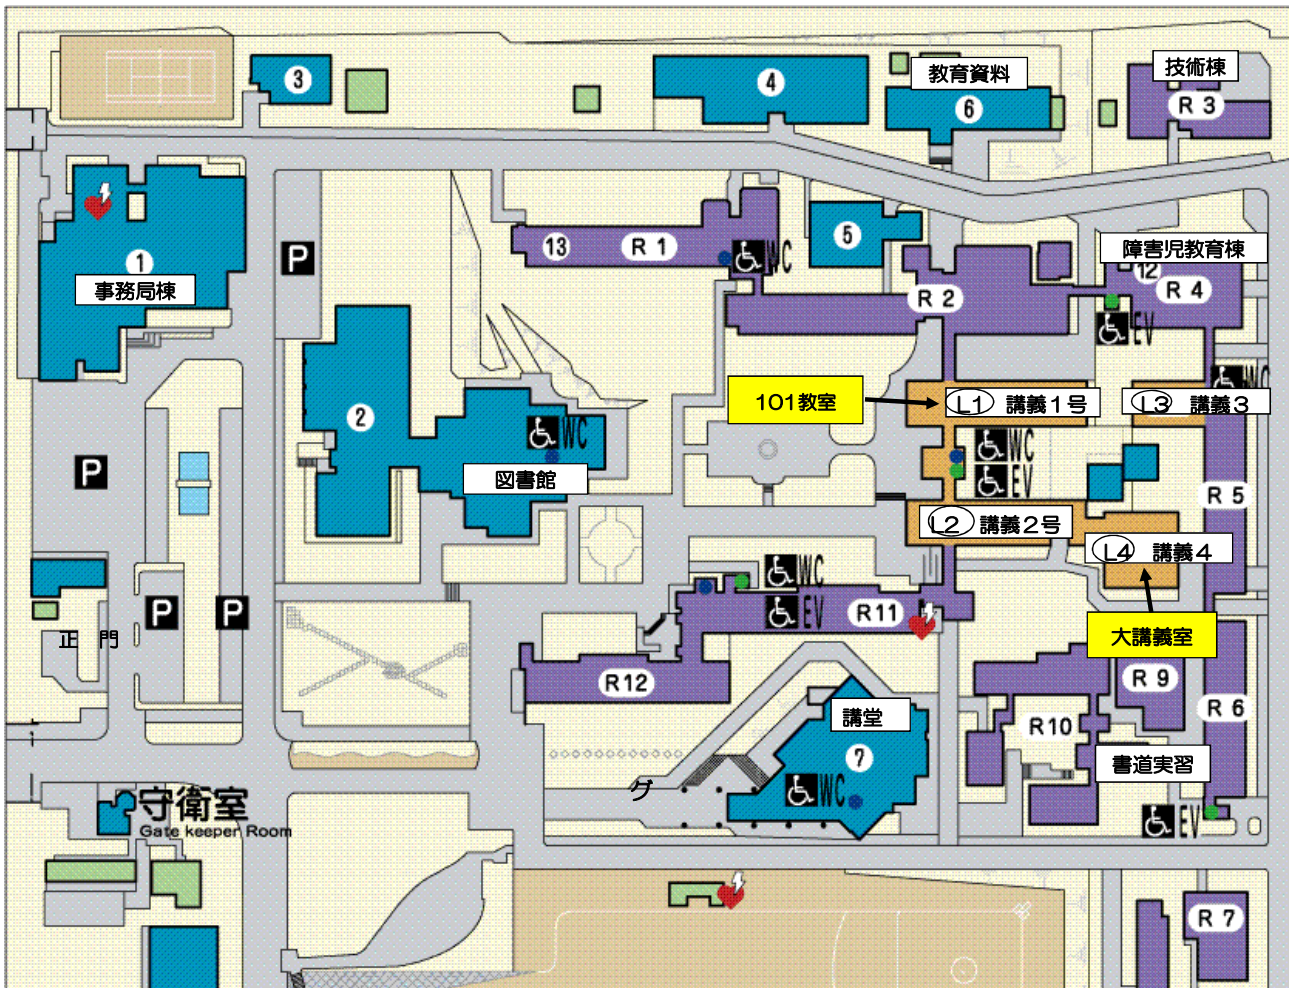 3
4
教育資料
6
技術棟
R 3
1
事務局棟
P
13
R 1
WC
5
R 2
障害児教育棟
12
R 4
EV
WC
101教室
L1 講義1号
L3 講義3
2
WC
図書館
P
WC
EV
R 5
L2 講義2号
L4 講義4
WC
EV
R11
P
P
正 門
大講義室
R12
R 9
講堂
R10
R 6
7
書道実習
WC
グ
EV
守衛室
Gate keeper Room
R 7